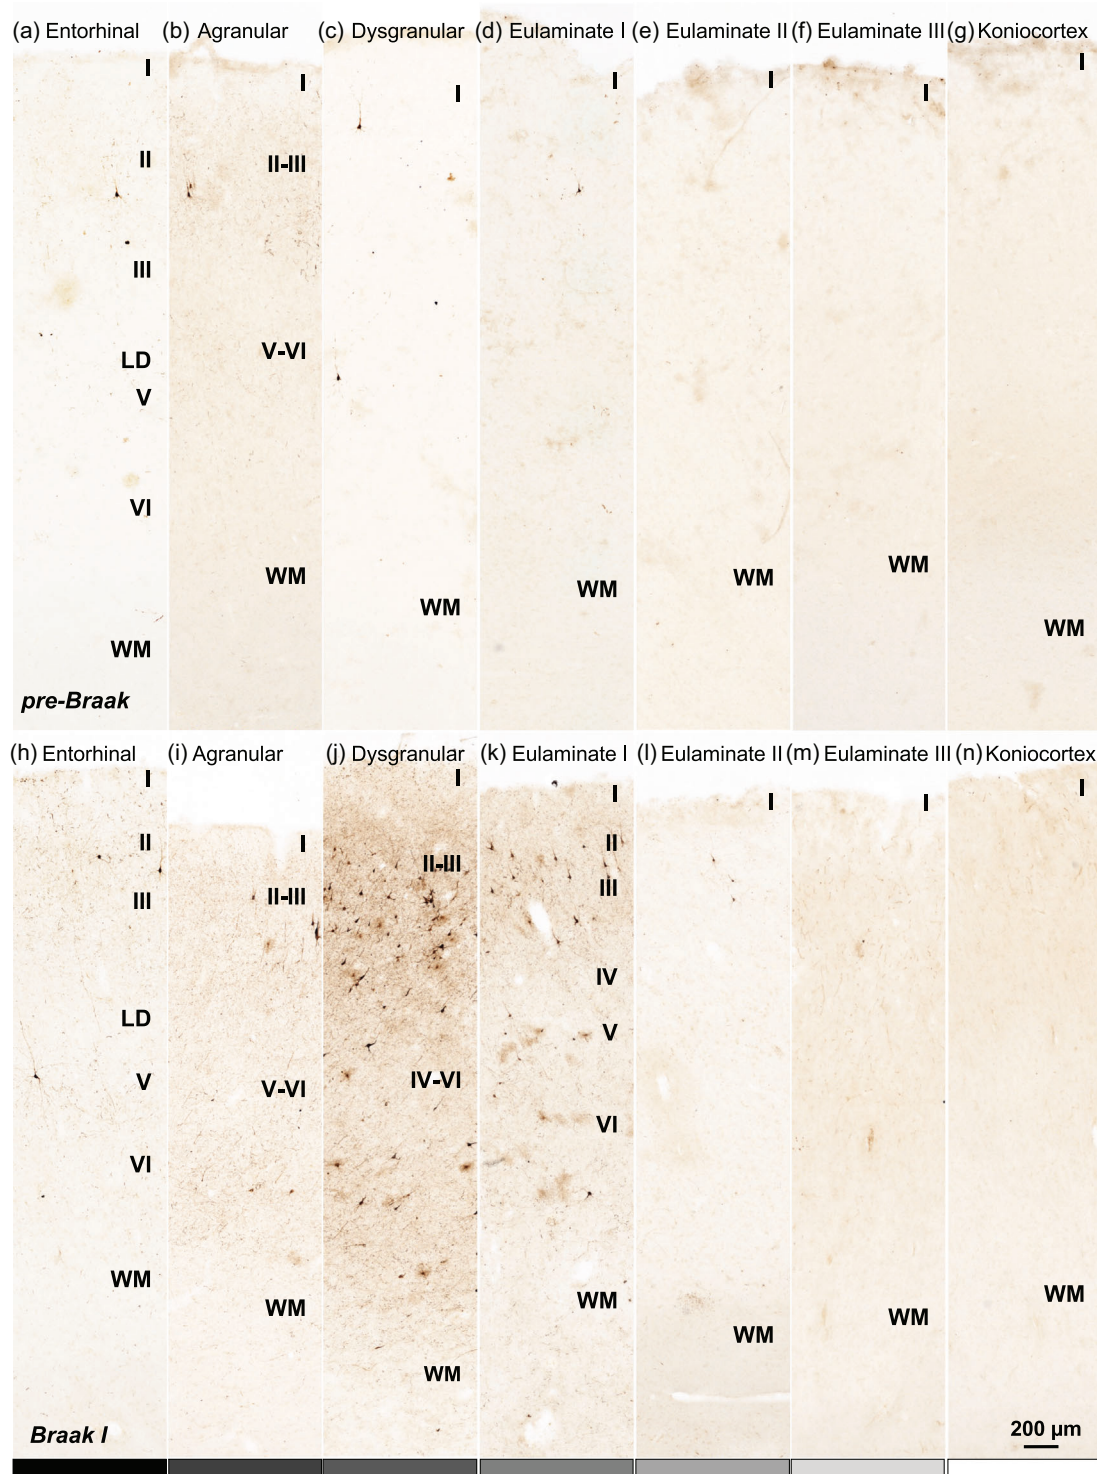 (a) Entorhinal (b) Agranular (c) Dysgranular (d) Eulaminate I (e) Eulaminate II (f) Eulaminate III (g) Koniocortex
I I I I I I I
II II-III
III
LD V-VI
V
VI
WM WM WM WM WM WM WM
pre-Braak
(h) Entorhinal (i) Agranular (j) Dysgranular (k) Eulaminate I (l) Eulaminate II (m) Eulaminate III (n) Koniocortex
I I I I I I I
II II-III II
III II-III III
LD IV
V V-VI IV-VI V
VI VI
WM WM WM WM WM WM WM
Braak I
200 µm